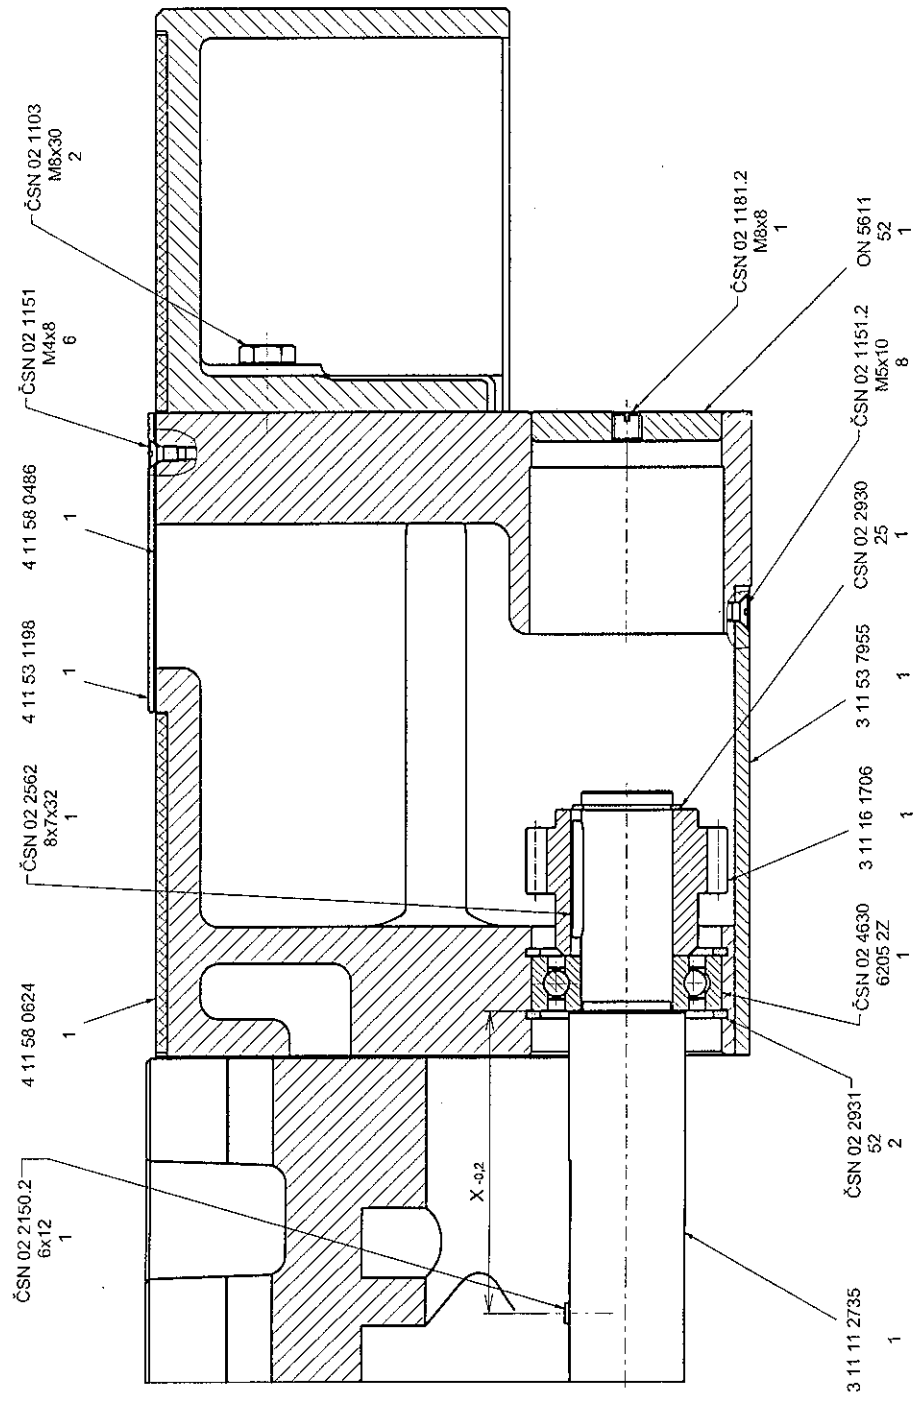 ČSN 02 2150.2
6x12
1
4 11 58 0624
1
ČSN 02 2562
8x7x32
1
4 11 53 1198
1
4 11 58 0486
1
ČSN 02 1151
M4x8
6
ČSN 02 1103
M8x30
2
X -0,2
ČSN 02 1181.2
M8x8
1
3 11 11 2735
1
ČSN 02 2931
52
2
ČSN 02 4630
6205 2Z
1
3 11 16 1706
1
3 11 53 7955
1
ČSN 02 2930
25
1
ČSN 02 1151.2
M5x10
8
ON 5611
52
1